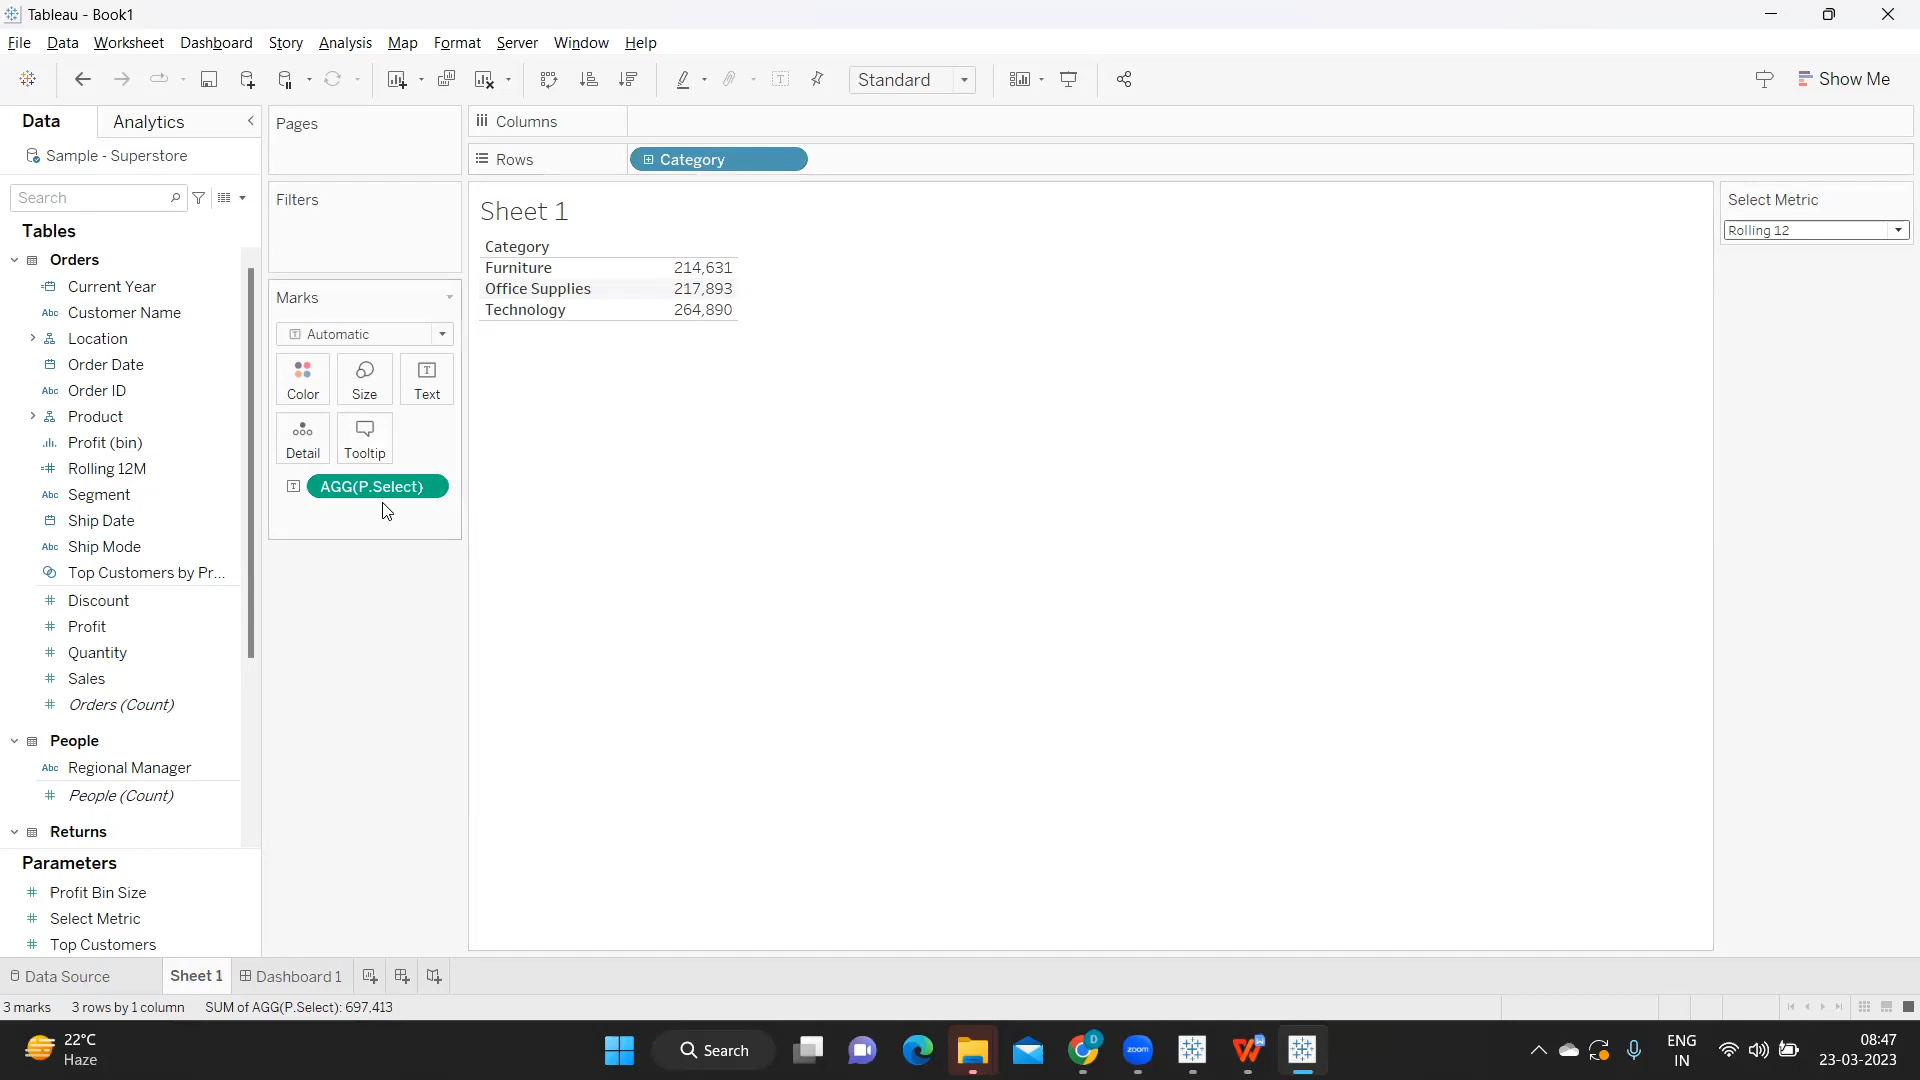 Tableau - Book1
File Data Worksheet Dashboard Story Analysis Map Format Server Window Help
Standard
Show Me
Data Analytics
Sample - Superstore
Search
Tables
Orders
Current Year
Abc Customer Name
Location
Order Date
Abc Order ID
Product
Profit (bin)
Rolling 12M
Abc Segment
Ship Date
Abc Ship Mode
Top Customers by Pr...
Discount
Profit
Quantity
Sales
Orders (Count)
People
Abc Regional Manager
People (Count)
Returns
Parameters
Profit Bin Size
Select Metric
Top Customers
Pages
Filters
Marks
Automatic
Color Size Text
Detail Tooltip
AGG(P.Select)
Columns
Rows Category
Sheet 1
Category
Furniture 214,631
Office Supplies 217,893
Technology 264,890
Select Metric
Rolling 12
Data Source Sheet 1 Dashboard 1
3 marks 3 rows by 1 column SUM of AGG(P.Select): 697,413
22°C
Haze
Search
D
zoom
ENG
IN
08:47
23-03-2023